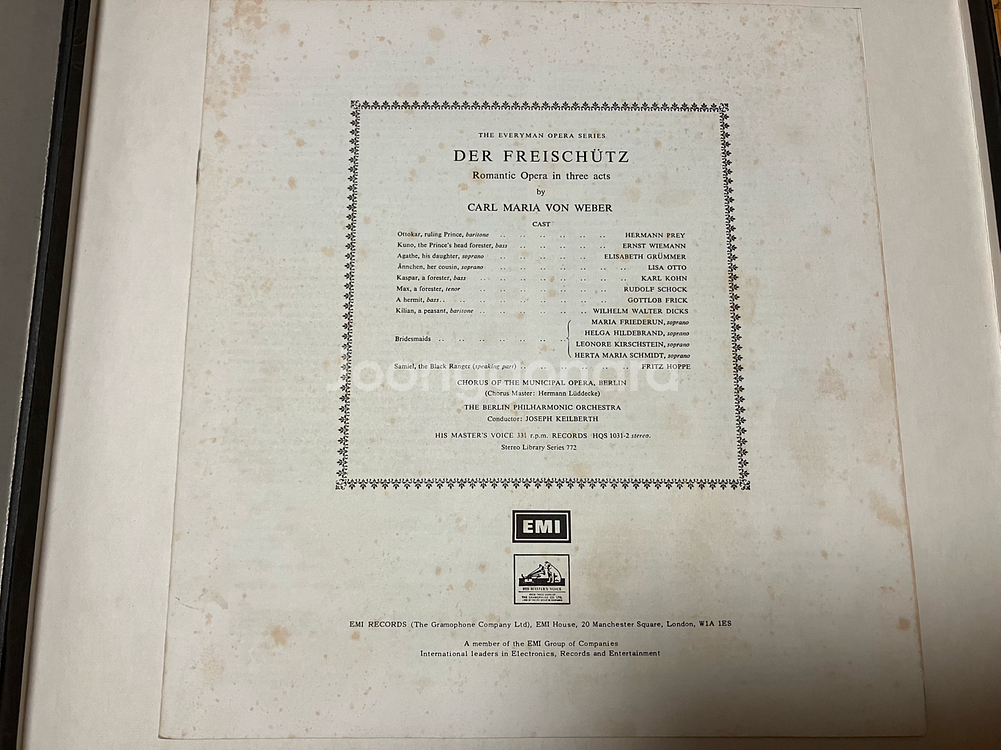 THE EVERYMAN OPERA SERIES
DER FREISCHÜTZ
Romantic Opera in three acts
by
CARL MARIA VON WEBER
CAST
Ottokar, ruling Prince, baritone .. .. .. .. .. .. HERMANN PREY
Kuno, the Prince's head forester, bass .. .. .. .. .. ERNST WIEMANN
Agathe, his daughter, soprano .. .. .. .. .. .. ELISABETH GRÜMMER
Ännchen, her cousin, soprano .. .. .. .. .. .. .. LISA OTTO
Kaspar, a forester, bass .. .. .. .. .. .. .. KARL KOHN
Max, a forester, tenor .. .. .. .. .. .. .. RUDOLF SCHOCK
A hermit, bass .. .. .. .. .. .. .. .. GOTTLOB FRICK
Kilian, a peasant, baritone .. .. .. .. .. .. .. WILHELM WALTER DICKS
Bridesmaids .. .. .. .. .. .. ..
MARIA FRIEDERUN, soprano
HELGA HILDEBRAND, soprano
LEONORE KIRSCHSTEIN, soprano
HERTA MARIA SCHMIDT, soprano
Samiel, the Black Ranger (speaking part) .. .. .. .. .. FRITZ HOPPE
joonggonara
CHORUS OF THE MUNICIPAL OPERA, BERLIN
(Chorus Master: Hermann Lüddecke)
THE BERLIN PHILHARMONIC ORCHESTRA
Conductor: JOSEPH KEILBERTH
HIS MASTER'S VOICE 33⅓ r.p.m. RECORDS HQS 1031-2 stereo.
Stereo Library Series 772
EMI
HIS MASTER'S VOICE
EMI RECORDS (The Gramophone Company Ltd), EMI House, 20 Manchester Square, London, W1A 1ES
A member of the EMI Group of Companies
International leaders in Electronics, Records and Entertainment